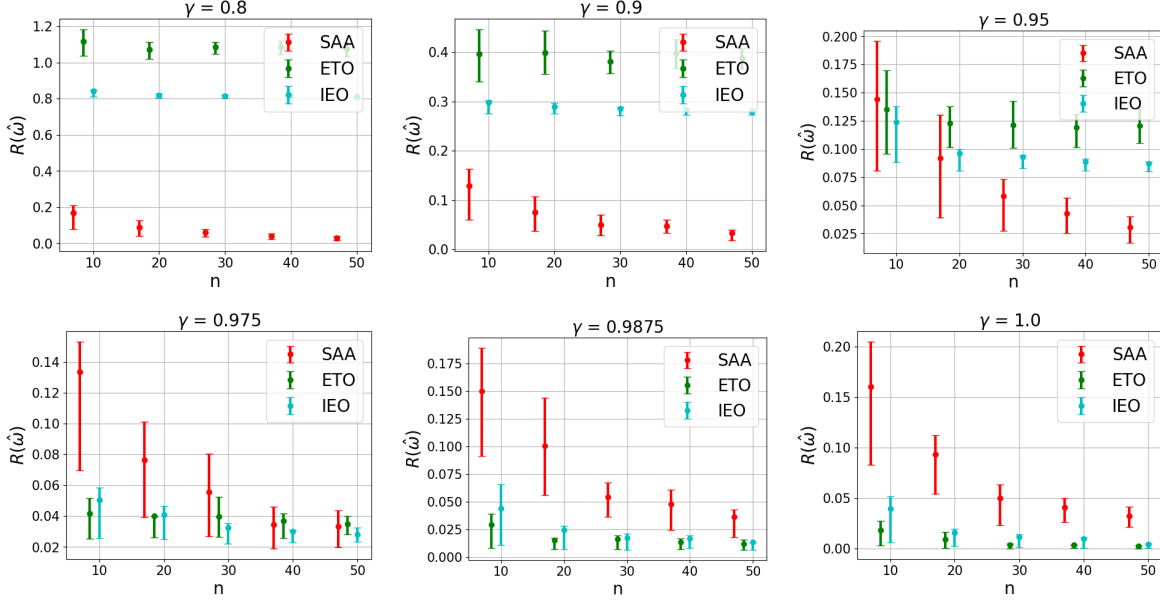 γ = 0.8
1.2
1.0
0.8
0.6
0.4
0.2
0.0
R(ω̂)
10 20 30 40 50
n
SAA
ETO
IEO
γ = 0.9
0.4
0.3
0.2
0.1
0.0
R(ω̂)
10 20 30 40 50
n
SAA
ETO
IEO
γ = 0.95
0.200
0.175
0.150
0.125
0.100
0.075
0.050
0.025
R(ω̂)
10 20 30 40 50
n
SAA
ETO
IEO
γ = 0.975
0.14
0.12
0.10
0.08
0.06
0.04
0.02
R(ω̂)
10 20 30 40 50
n
SAA
ETO
IEO
γ = 0.9875
0.175
0.150
0.125
0.100
0.075
0.050
0.025
0.000
R(ω̂)
10 20 30 40 50
n
SAA
ETO
IEO
γ = 1.0
0.20
0.15
0.10
0.05
0.00
R(ω̂)
10 20 30 40 50
n
SAA
ETO
IEO